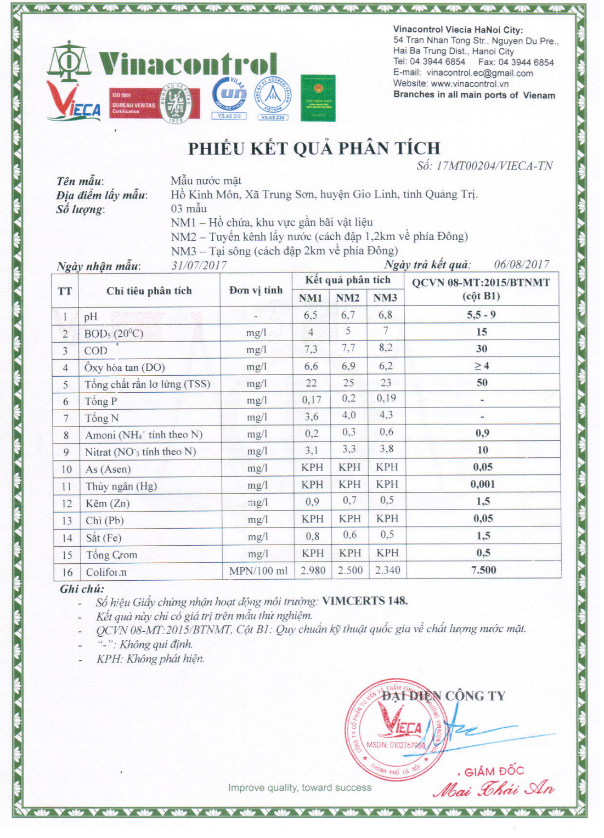 Vinacontrol
VIECA
ISO 9001
BUREAU VERITAS
Certification
VILAS
BUREAU OF ACCREDITATION
VIETNAM
Vinacontrol Viecia HaNoi City:
54 Tran Nhan Tong Str., Nguyen Du Pre.,
Hai Ba Trung Dist., Hanoi City
Tel: 04 3944 6854 Fax: 04 3944 6854
E-mail: vinacontrol.ec@gmail.com
Website: www.vinacontrol.vn
Branches in all main ports of Vienam
PHIẾU KẾT QUẢ PHÂN TÍCH
Số: 17MT00204/VIECA-TN
Tên mẫu: Mẫu nước mặt
Địa điểm lấy mẫu: Hồ Kinh Môn, Xã Trung Sơn, huyện Gio Linh, tỉnh Quảng Trị.
Số lượng: 03 mẫu
NM1 – Hồ chứa, khu vực gần bãi vật liệu
NM2 – Tuyến kênh lấy nước (cách đập 1,2km về phía Đông)
NM3 – Tại sông (cách đập 2km về phía Đông)
Ngày nhận mẫu: 31/07/2017 Ngày trả kết quả: 06/08/2017
TT Chỉ tiêu phân tích Đơn vị tính Kết quả phân tích QCVN 08-MT:2015/BTNMT (cột B1)
NM1 NM2 NM3
1 pH - 6,5 6,7 6,8 5,5 - 9
2 BOD₅ (20⁰C) mg/l 4 5 7 15
3 COD mg/l 7,3 7,7 8,2 30
4 Ôxy hòa tan (DO) mg/l 6,6 6,9 6,2 ≥ 4
5 Tổng chất rắn lơ lửng (TSS) mg/l 22 25 23 50
6 Tổng P mg/l 0,17 0,2 0,19 -
7 Tổng N mg/l 3,6 4,0 4,3 -
8 Amoni (NH₄⁺ tính theo N) mg/l 0,2 0,3 0,6 0,9
9 Nitrat (NO⁻₃ tính theo N) mg/l 3,1 3,3 3,8 10
10 As (Asen) mg/l KPH KPH KPH 0,05
11 Thủy ngân (Hg) mg/l KPH KPH KPH 0,001
12 Kẽm (Zn) mg/l 0,9 0,7 0,5 1,5
13 Chì (Pb) mg/l KPH KPH KPH 0,05
14 Sắt (Fe) mg/l 0,8 0,6 0,5 1,5
15 Tổng Crom mg/l KPH KPH KPH 0,5
16 Coliform MPN/100 ml 2.980 2.500 2.340 7.500
Ghi chú:
- Số hiệu Giấy chứng nhận hoạt động môi trường: VIMCERTS 148.
- Kết quả này chỉ có giá trị trên mẫu thử nghiệm.
- QCVN 08-MT:2015/BTNMT, Cột B1: Quy chuẩn kỹ thuật quốc gia về chất lượng nước mặt.
- “-”: Không qui định.
- KPH: Không phát hiện.
ĐẠI DIỆN CÔNG TY
VIECA
MSDN: 0102767950
THÀNH PHỐ HÀ NỘI
GIÁM ĐỐC
Mai Thái An
Improve quality, toward success